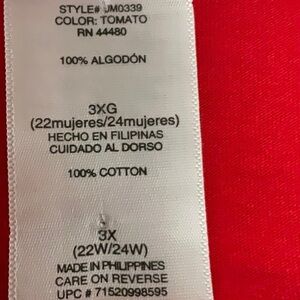 STYLE# JM0339
COLOR: TOMATO
RN 44480
100% ALGODÓN
3XG
(22mujeres/24mujeres)
HECHO EN FILIPINAS
CUIDADO AL DORSO
100% COTTON
3X
(22W/24W)
MADE IN PHILIPPINES
CARE ON REVERSE
UPC # 71520998595